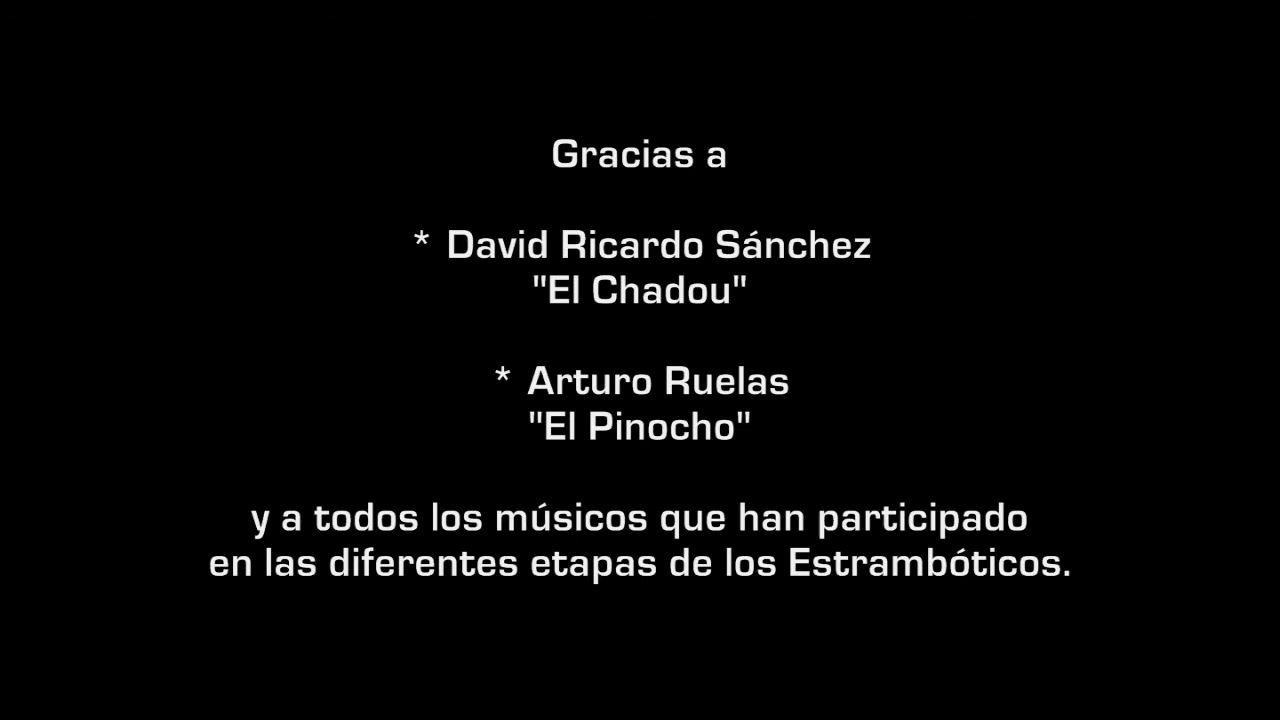 Gracias a
* David Ricardo Sánchez
"El Chadou"
* Arturo Ruelas
"El Pinocho"
y a todos los músicos que han participado
en las diferentes etapas de los Estrambóticos.